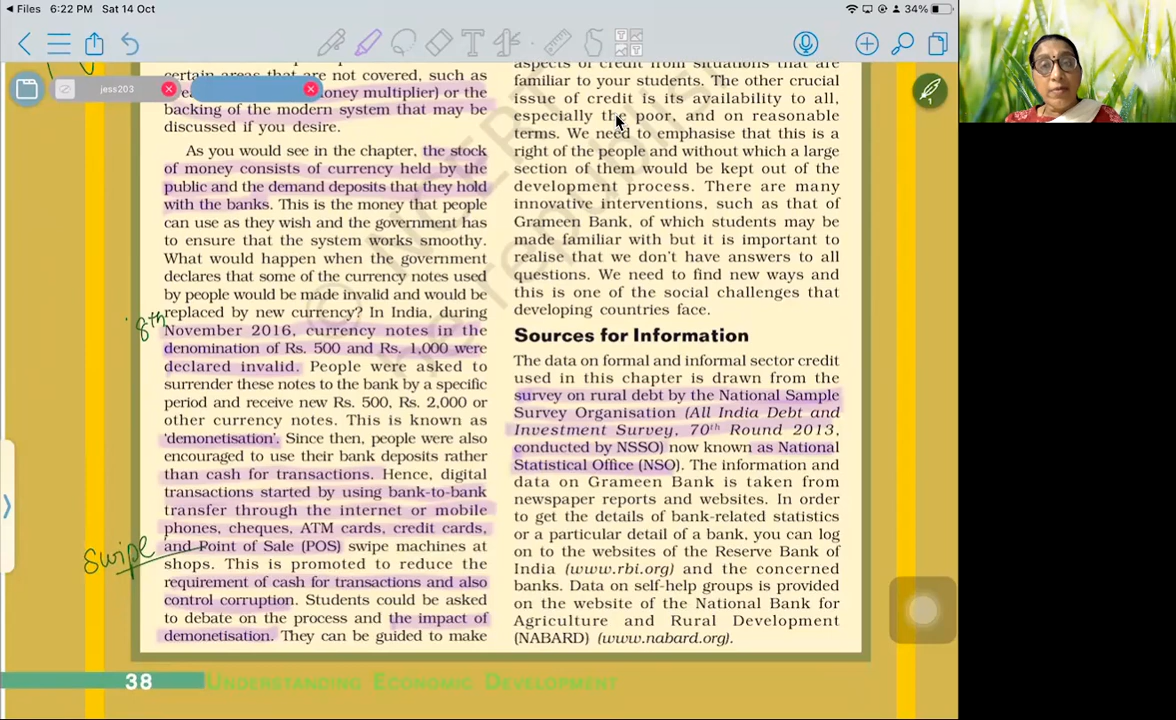 Files 6:22 PM Sat 14 Oct
34%
jess203
certain areas that are not covered, such as
oney multiplier) or the
backing of the modern system that may be
discussed if you desire.
As you would see in the chapter, the stock
of money consists of currency held by the
public and the demand deposits that they hold
with the banks. This is the money that people
can use as they wish and the government has
to ensure that the system works smoothy.
What would happen when the government
declares that some of the currency notes used
by people would be made invalid and would be
replaced by new currency? In India, during
8th
November 2016, currency notes in the
denomination of Rs. 500 and Rs. 1,000 were
declared invalid. People were asked to
surrender these notes to the bank by a specific
period and receive new Rs. 500, Rs. 2,000 or
other currency notes. This is known as
'demonetisation'. Since then, people were also
encouraged to use their bank deposits rather
than cash for transactions. Hence, digital
transactions started by using bank-to-bank
transfer through the internet or mobile
phones, cheques, ATM cards, credit cards,
swipe
and Point of Sale (POS) swipe machines at
shops. This is promoted to reduce the
requirement of cash for transactions and also
control corruption. Students could be asked
to debate on the process and the impact of
demonetisation. They can be guided to make
aspects of credit from situations that are
familiar to your students. The other crucial
issue of credit is its availability to all,
especially the poor, and on reasonable
terms. We need to emphasise that this is a
right of the people and without which a large
section of them would be kept out of the
development process. There are many
innovative interventions, such as that of
Grameen Bank, of which students may be
made familiar with but it is important to
realise that we don't have answers to all
questions. We need to find new ways and
this is one of the social challenges that
developing countries face.
Sources for Information
The data on formal and informal sector credit
used in this chapter is drawn from the
survey on rural debt by the National Sample
Survey Organisation (All India Debt and
Investment Survey, 70th Round 2013,
conducted by NSSO) now known as National
Statistical Office (NSO). The information and
data on Grameen Bank is taken from
newspaper reports and websites. In order
to get the details of bank-related statistics
or a particular detail of a bank, you can log
on to the websites of the Reserve Bank of
India (www.rbi.org) and the concerned
banks. Data on self-help groups is provided
on the website of the National Bank for
Agriculture and Rural Development
(NABARD) (www.nabard.org).
© NCERT
be republish
38 UNDERSTANDING ECONOMIC DEVELOPMENT